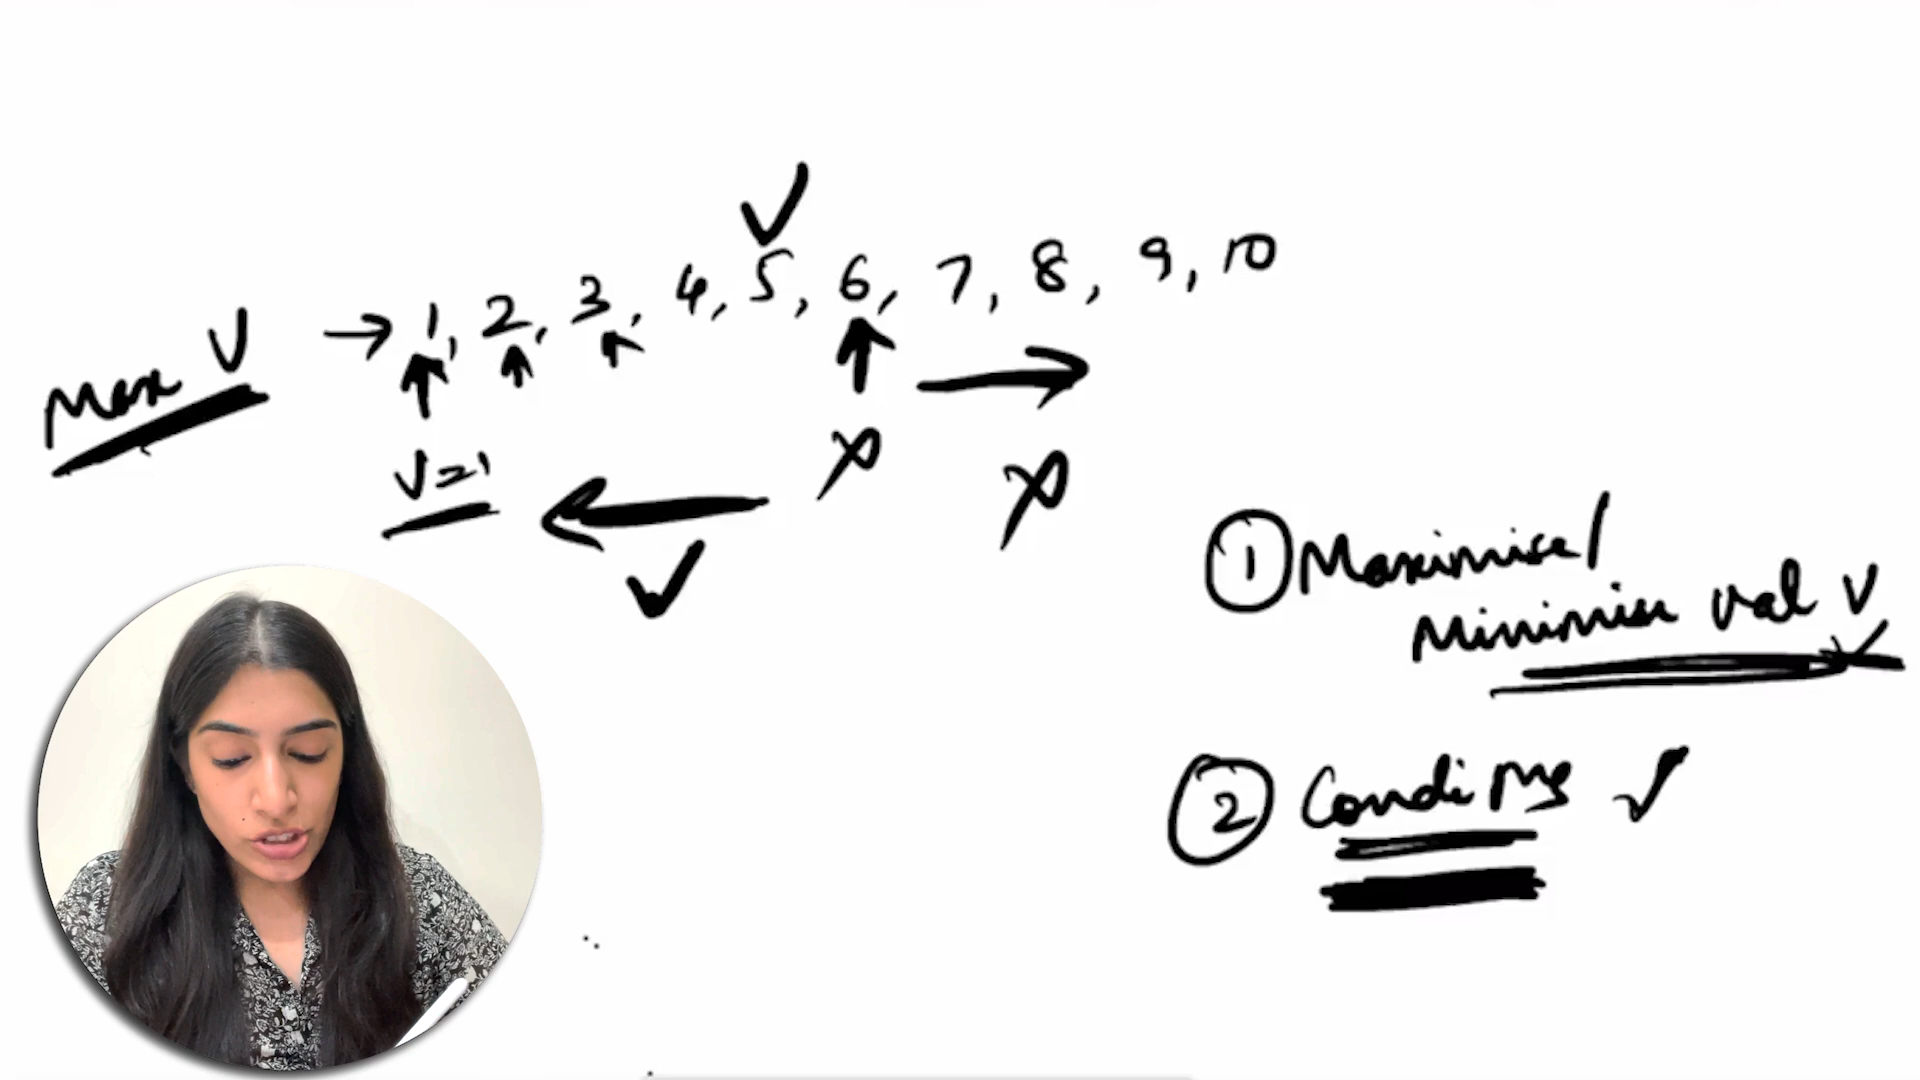 Max V → 1, 2, 3, 4, 5, 6, 7, 8, 9, 10
V=1
① Maximise/
Minimise val V
② Conditions